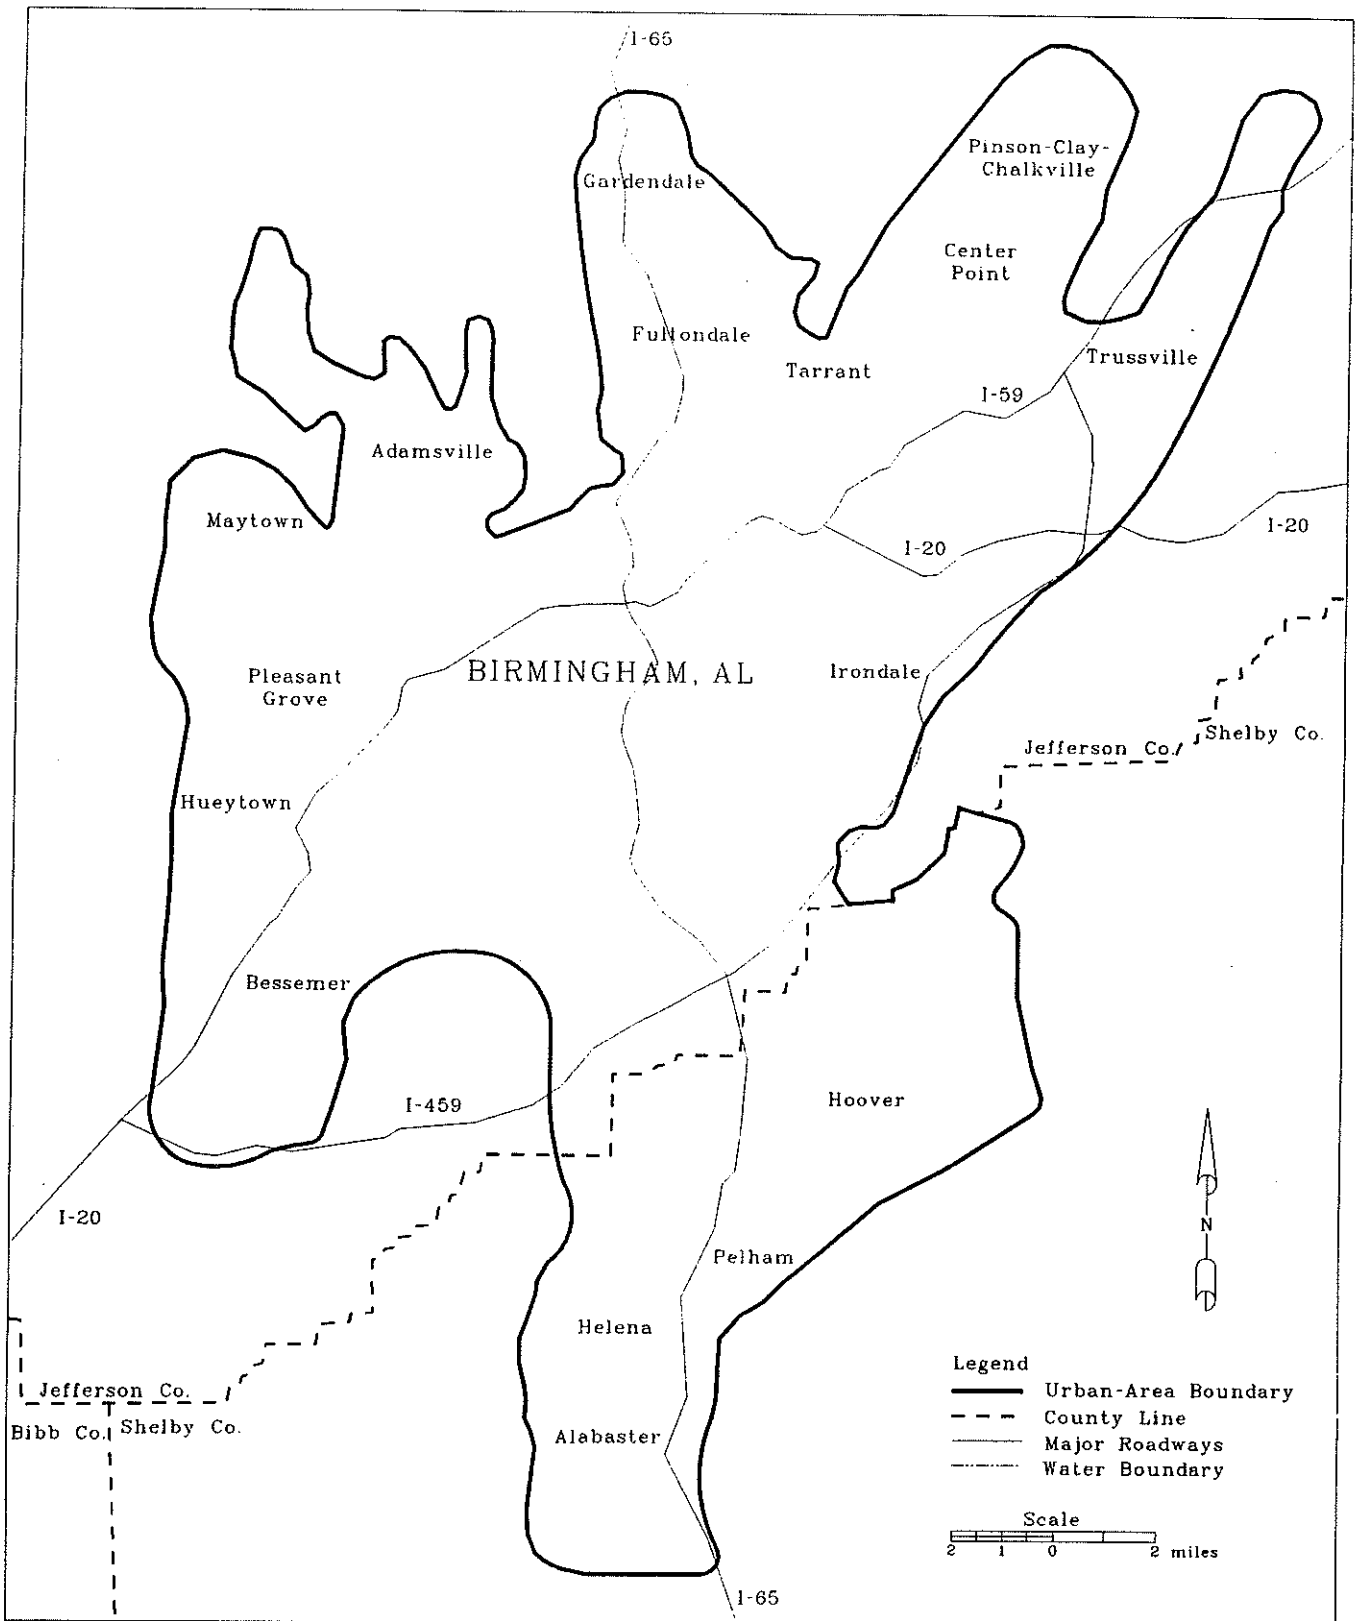 I-65
Pinson-Clay-
Chalkville
Gardendale
Center
Point
Fultondale
Tarrant
Trussville
I-59
Adamsville
Maytown
I-20
I-20
Pleasant
Grove
BIRMINGHAM, AL
Irondale
Jefferson Co.
Shelby Co.
Hueytown
Bessemer
I-459
Hoover
I-20
N
Pelham
Helena
Jefferson Co.
Bibb Co.
Shelby Co.
Alabaster
Legend
Urban-Area Boundary
County Line
Major Roadways
Water Boundary
Scale
2 1 0 2 miles
I-65